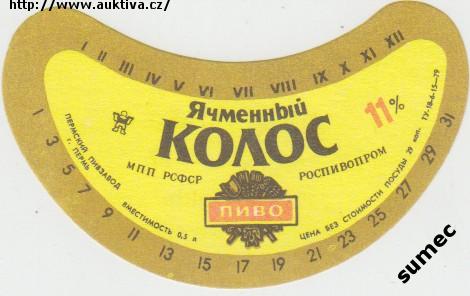 http://www.auktiva.cz/
I II III IV V VI VII VIII IX X XI XII
Ячменный
КОЛОС
11%
ПЕРМСКИЙ ПИВЗАВОД
г. ПЕРМЬ
МПП РСФСР
РОСПИВОПРОМ
ТУ-18-6-15-79
ВМЕСТИМОСТЬ 0,5 л
ПИВО
ЦЕНА БЕЗ СТОИМОСТИ ПОСУДЫ 29 коп.
1 3 5 7 9 11 13 15 17 19 21 23 25 27 29 31
sumec